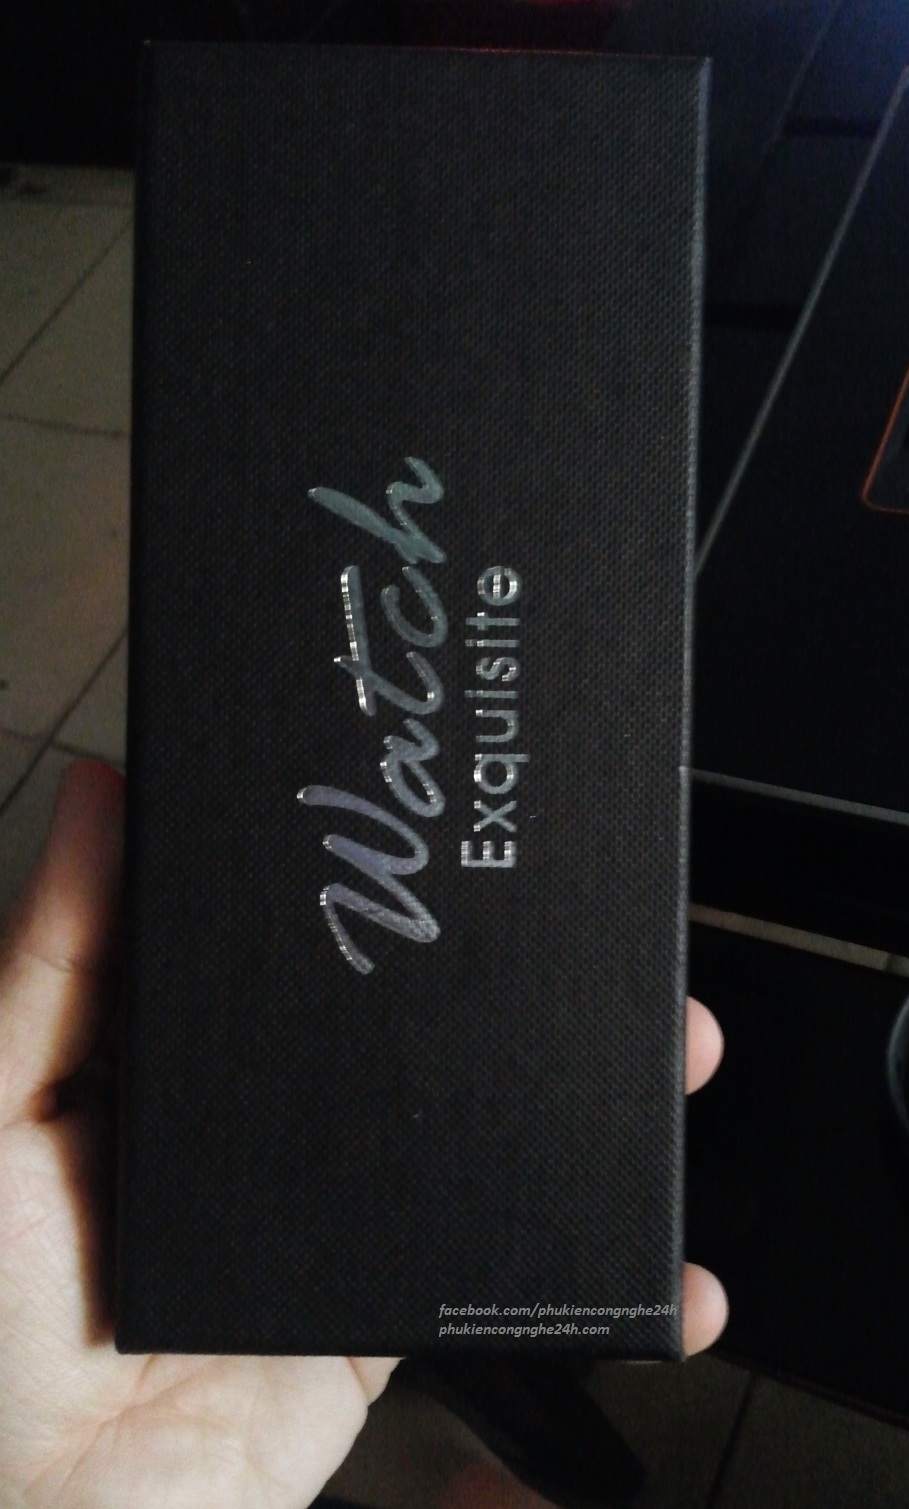 Watch
Exquisite
facebook.com/phukiencongnghe24h
phukiencongnghe24h.com